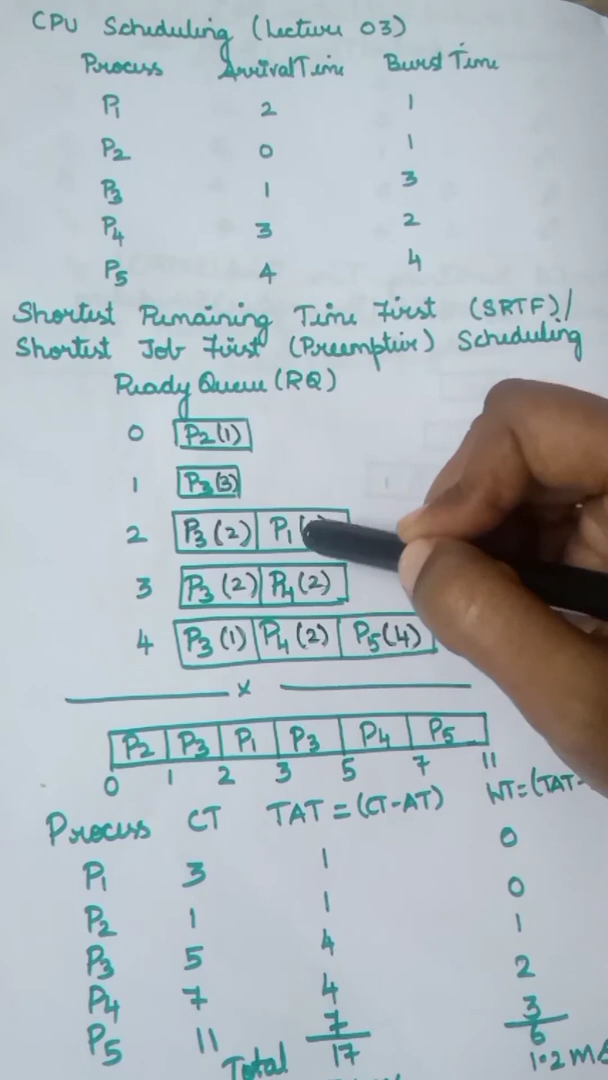 CPU Scheduling (Lecture 03)
Process Arrival Time Burst Time
P1 2 1
P2 0 1
P3 1 3
P4 3 2
P5 4 4
Shortest Remaining Time First (SRTF)/
Shortest Job First (Preemptive) Scheduling
Ready Queue (RQ)
0 P2(1)
1 P3(3)
2 P3(2) P1(
3 P3(2) P4(2)
4 P3(1) P4(2) P5(4)
x
P2 P3 P1 P3 P4 P5
0 1 2 3 5 7 11
Process CT TAT=(CT-AT) WT=(TAT-
P1 3 1 0
P2 1 1 0
P3 5 4 1
P4 7 4 2
P5 11 7 3
Total 17 6
1.2 ms